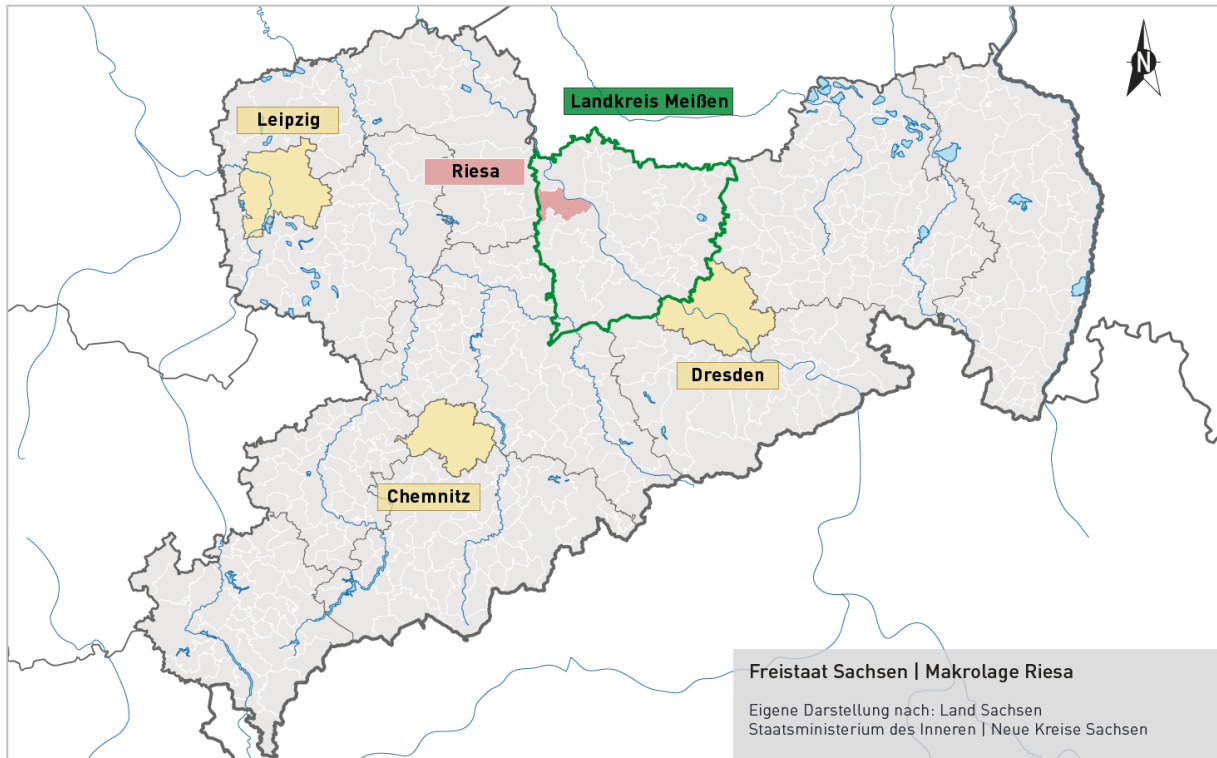 Landkreis Meißen
N
Leipzig
Riesa
Dresden
Chemnitz
Freistaat Sachsen | Makrolage Riesa
Eigene Darstellung nach: Land Sachsen
Staatsministerium des Inneren | Neue Kreise Sachsen